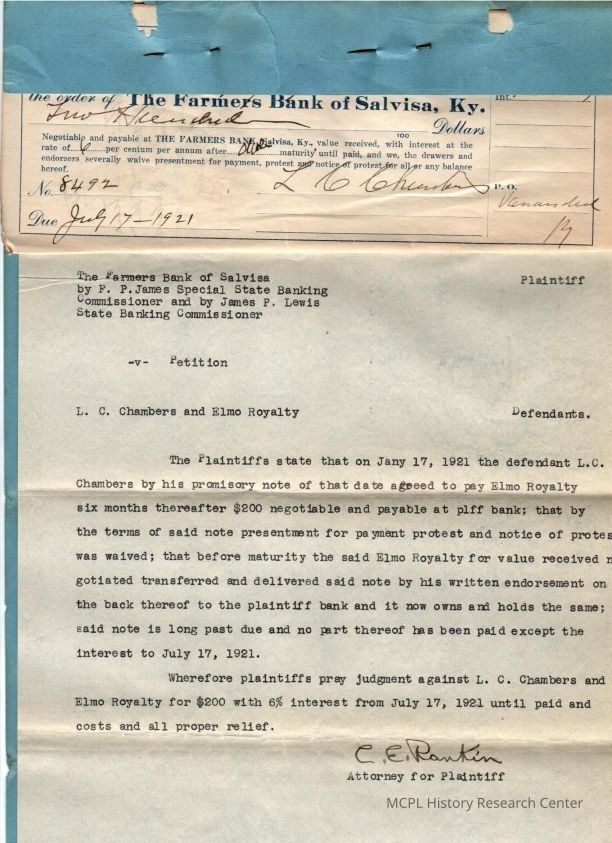 the order of The Farmers Bank of Salvisa, Ky.
Int.
Two Hundred
100
Dollars
Negotiable and payable at THE FARMERS BANK, Salvisa, Ky., value received, with interest at the
rate of 6 per centum per annum after due maturity until paid, and we, the drawers and
endorsers severally waive presentment for payment, protest and notice of protest for all or any balance
hereof.
No. 8492
L C Chambers
P. O.
Vanarsdell
Ky
Due July 17-1921
The Farmers Bank of Salvisa Plaintiff
by F. P.James Special State Banking
Commissioner and by James P. Lewis
State Banking Commissioner
-v- Petition
L. C. Chambers and Elmo Royalty Defendants.
The Plaintiffs state that on Jany 17, 1921 the defendant L.C.
Chambers by his promisory note of that date agreed to pay Elmo Royalty
six months thereafter $200 negotiable and payable at plff bank; that by
the terms of said note presentment for payment protest and notice of protes
was waived; that before maturity the said Elmo Royalty for value received n
gotiated transferred and delivered said note by his written endorsement on
the back thereof to the plaintiff bank and it now owns and holds the same;
said note is long past due and no part thereof has been paid except the
interest to July 17, 1921.
Wherefore plaintiffs pray judgment against L. C. Chambers and
Elmo Royalty for $200 with 6% interest from July 17, 1921 until paid and
costs and all proper relief.
C. E. Rankin
Attorney for Plaintiff
MCPL History Research Center